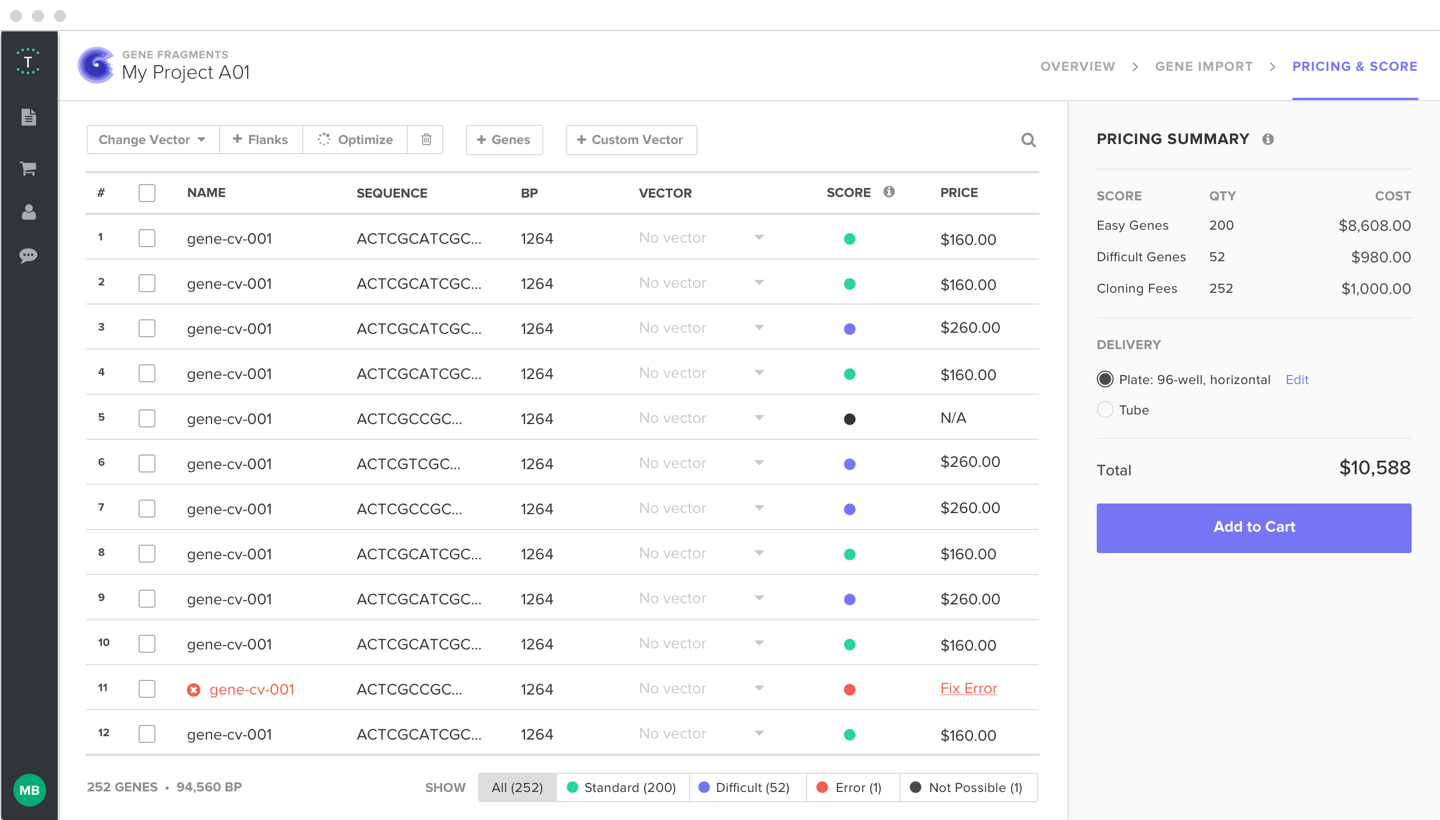 T
GENE FRAGMENTS
My Project A01
OVERVIEW > GENE IMPORT > PRICING & SCORE
Change Vector + Flanks Optimize + Genes + Custom Vector
# NAME SEQUENCE BP VECTOR SCORE i PRICE
1 gene-cv-001 ACTCGCATCGC... 1264 No vector $160.00
2 gene-cv-001 ACTCGCATCGC... 1264 No vector $160.00
3 gene-cv-001 ACTCGCATCGC... 1264 No vector $260.00
4 gene-cv-001 ACTCGCATCGC... 1264 No vector $160.00
5 gene-cv-001 ACTCGCCGC... 1264 No vector N/A
6 gene-cv-001 ACTCGTCGC... 1264 No vector $260.00
7 gene-cv-001 ACTCGCCGC... 1264 No vector $260.00
8 gene-cv-001 ACTCGCATCGC... 1264 No vector $160.00
9 gene-cv-001 ACTCGCATCGC... 1264 No vector $260.00
10 gene-cv-001 ACTCGCATCGC... 1264 No vector $160.00
11 gene-cv-001 ACTCGCCGC... 1264 No vector Fix Error
12 gene-cv-001 ACTCGCATCGC... 1264 No vector $160.00
252 GENES • 94,560 BP SHOW All (252) Standard (200) Difficult (52) Error (1) Not Possible (1)
MB
PRICING SUMMARY i
SCORE QTY COST
Easy Genes 200 $8,608.00
Difficult Genes 52 $980.00
Cloning Fees 252 $1,000.00
DELIVERY
Plate: 96-well, horizontal Edit
Tube
Total $10,588
Add to Cart